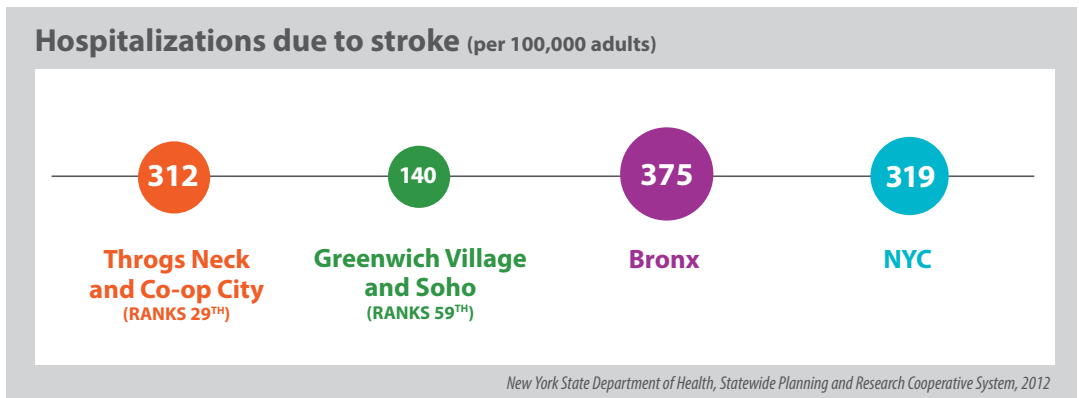 Hospitalizations due to stroke (per 100,000 adults)
312
140
375
319
Throgs Neck
and Co-op City
(RANKS 29TH)
Greenwich Village
and Soho
(RANKS 59TH)
Bronx
NYC
New York State Department of Health, Statewide Planning and Research Cooperative System, 2012